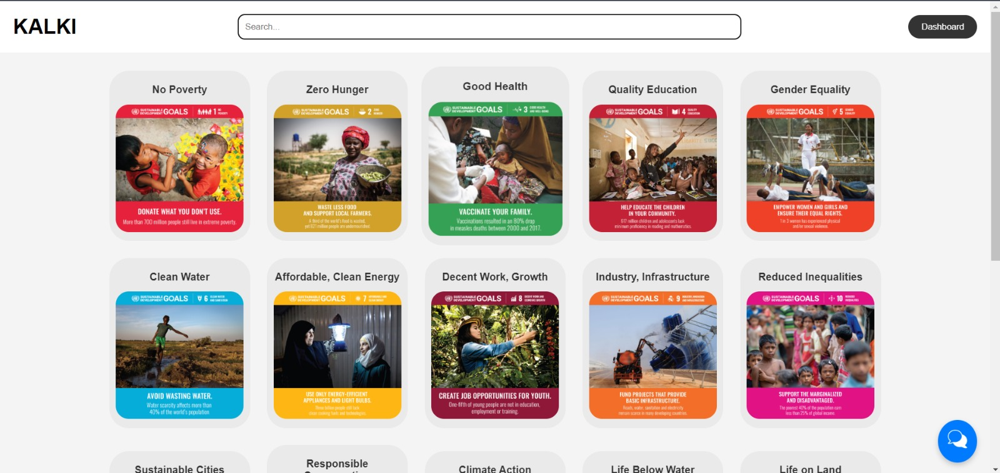 KALKI
Search...
Dashboard
No Poverty
SUSTAINABLE DEVELOPMENT GOALS
1 NO POVERTY
DONATE WHAT YOU DON'T USE.
More than 700 million people still live in extreme poverty.
Zero Hunger
SUSTAINABLE DEVELOPMENT GOALS
2 ZERO HUNGER
WASTE LESS FOOD
AND SUPPORT LOCAL FARMERS.
A third of the world's food is wasted,
yet 821 million people are undernourished.
Good Health
SUSTAINABLE DEVELOPMENT GOALS
3 GOOD HEALTH AND WELL-BEING
VACCINATE YOUR FAMILY.
Vaccinations resulted in an 80% drop
in measles deaths between 2000 and 2017.
Quality Education
SUSTAINABLE DEVELOPMENT GOALS
4 QUALITY EDUCATION
HELP EDUCATE THE CHILDREN
IN YOUR COMMUNITY.
617 million children and adolescents lack
minimum proficiency in reading and mathematics.
Gender Equality
SUSTAINABLE DEVELOPMENT GOALS
5 GENDER EQUALITY
EMPOWER WOMEN AND GIRLS AND
ENSURE THEIR EQUAL RIGHTS.
1 in 3 women has experienced physical
and/or sexual violence.
Clean Water
SUSTAINABLE DEVELOPMENT GOALS
6 CLEAN WATER AND SANITATION
AVOID WASTING WATER.
Water scarcity affects more than
40% of the world's population
Affordable, Clean Energy
SUSTAINABLE DEVELOPMENT GOALS
7 AFFORDABLE AND CLEAN ENERGY
USE ONLY ENERGY-EFFICIENT
APPLIANCES AND LIGHT BULBS.
Three billion people still lack
clean cooking fuels and technologies.
Decent Work, Growth
SUSTAINABLE DEVELOPMENT GOALS
8 DECENT WORK AND ECONOMIC GROWTH
CREATE JOB OPPORTUNITIES FOR YOUTH.
One-fifth of young people are not in education,
employment or training.
Industry, Infrastructure
SUSTAINABLE DEVELOPMENT GOALS
9 INDUSTRY, INNOVATION AND INFRASTRUCTURE
FUND PROJECTS THAT PROVIDE
BASIC INFRASTRUCTURE.
Roads, water, sanitation and electricity
remain scarce in many developing countries.
Reduced Inequalities
SUSTAINABLE DEVELOPMENT GOALS
10 REDUCED INEQUALITIES
SUPPORT THE MARGINALIZED
AND DISADVANTAGED.
The poorest 40% of the population earn
less than 25% of global income.
Sustainable Cities
Responsible
Climate Action
Life Below Water
Life on Land